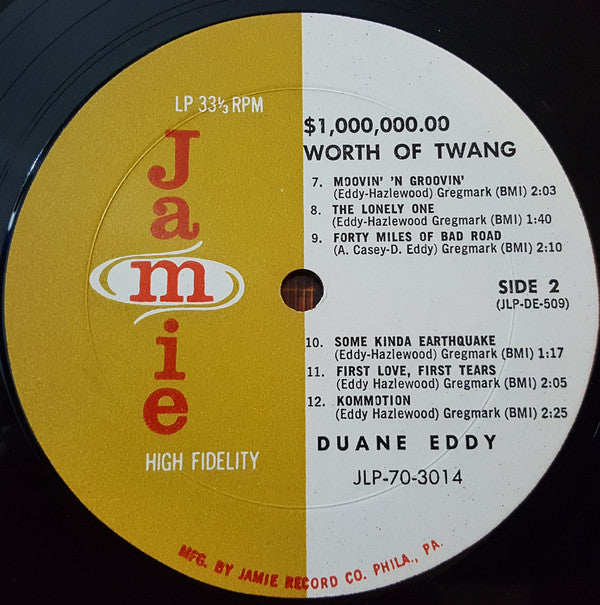 LP 33⅓ RPM
Jamie
HIGH FIDELITY
$1,000,000.00
WORTH OF TWANG
7. MOOVIN' 'N GROOVIN'
(Eddy-Hazlewood) Gregmark (BMI) 2:03
8. THE LONELY ONE
(Eddy-Hazlewood Gregmark (BMI) 1:40
9. FORTY MILES OF BAD ROAD
(A. Casey-D. Eddy) Gregmark (BMI) 2:10
SIDE 2
(JLP-DE-509)
10. SOME KINDA EARTHQUAKE
(Eddy-Hazlewood) Gregmark (BMI) 1:17
11. FIRST LOVE, FIRST TEARS
(Eddy Hazlewood) Gregmark (BMI) 2:05
12. KOMMOTION
(Eddy Hazlewood) Gregmark (BMI) 2:25
DUANE EDDY
JLP-70-3014
MFG. BY JAMIE RECORD CO. PHILA., PA.